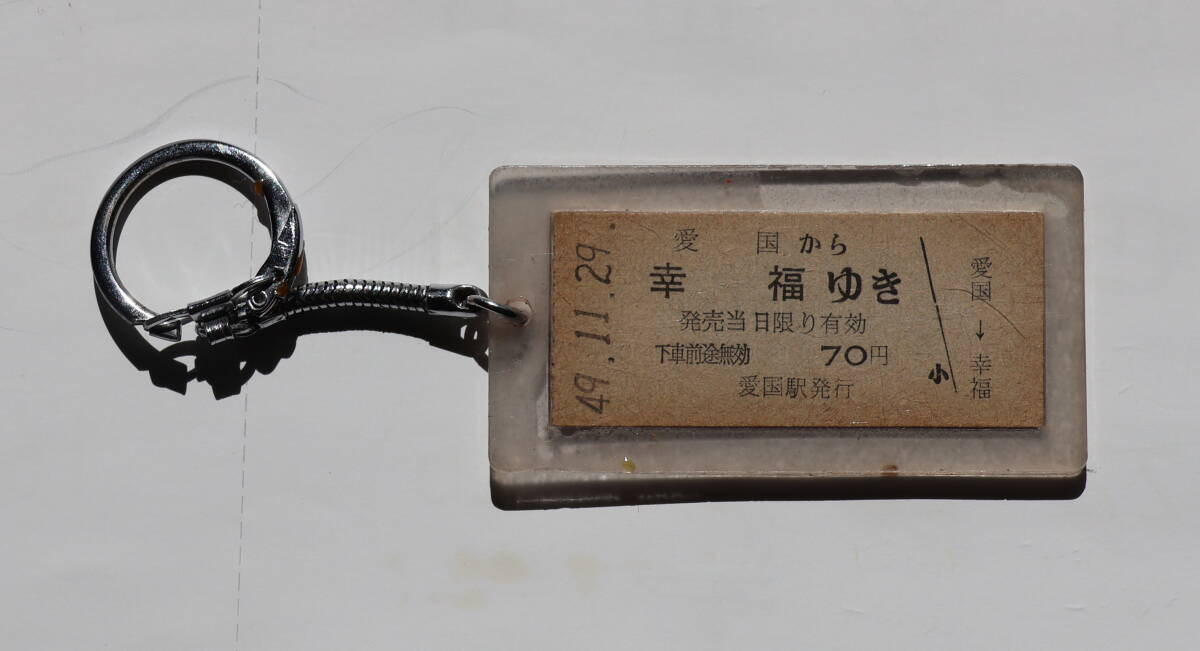 49.11.29.
愛国から
幸福ゆき
発売当日限り有効
下車前途無効 70円
愛国駅発行
小
愛国→幸福